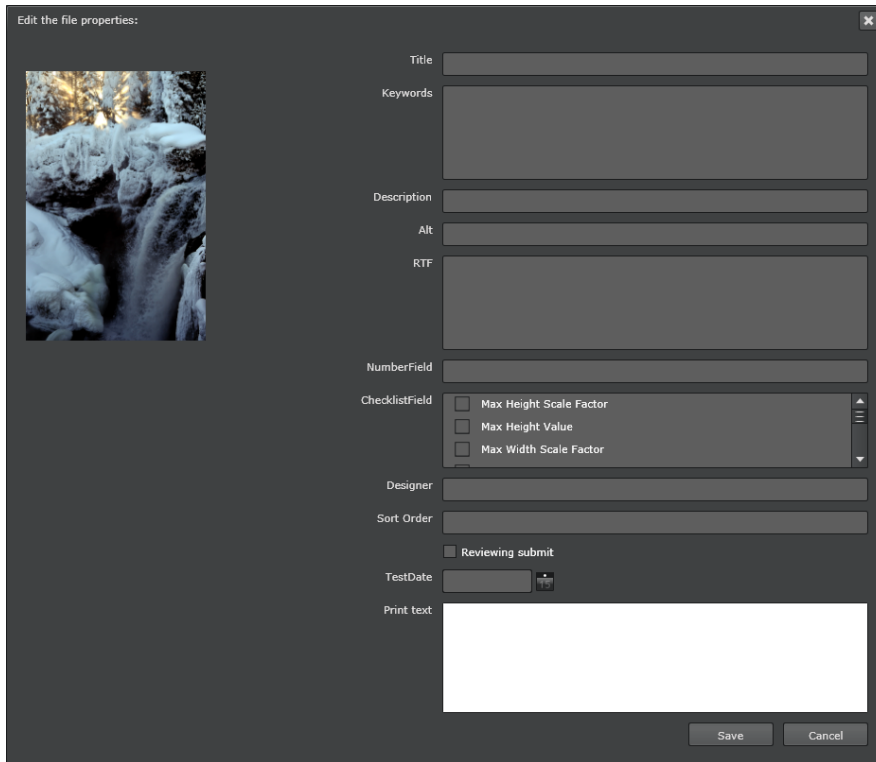 Edit the file properties:
Title
Keywords
Description
Alt
RTF
NumberField
ChecklistField
Max Height Scale Factor
Max Height Value
Max Width Scale Factor
Designer
Sort Order
Reviewing submit
TestDate
Print text
Save Cancel